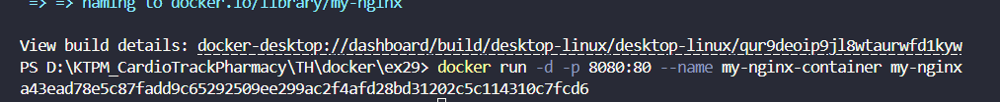 => => naming to docker.io/library/my-nginx
View build details: docker-desktop://dashboard/build/desktop-linux/desktop-linux/qur9deoip9jl8wtaurwfd1kyw
PS D:\KTPM_CardioTrackPharmacy\TH\docker\ex29> docker run -d -p 8080:80 --name my-nginx-container my-nginx
a43ead78e5c87fadd9c65292509ee299ac2f4afd28bd31202c5c114310c7fcd6